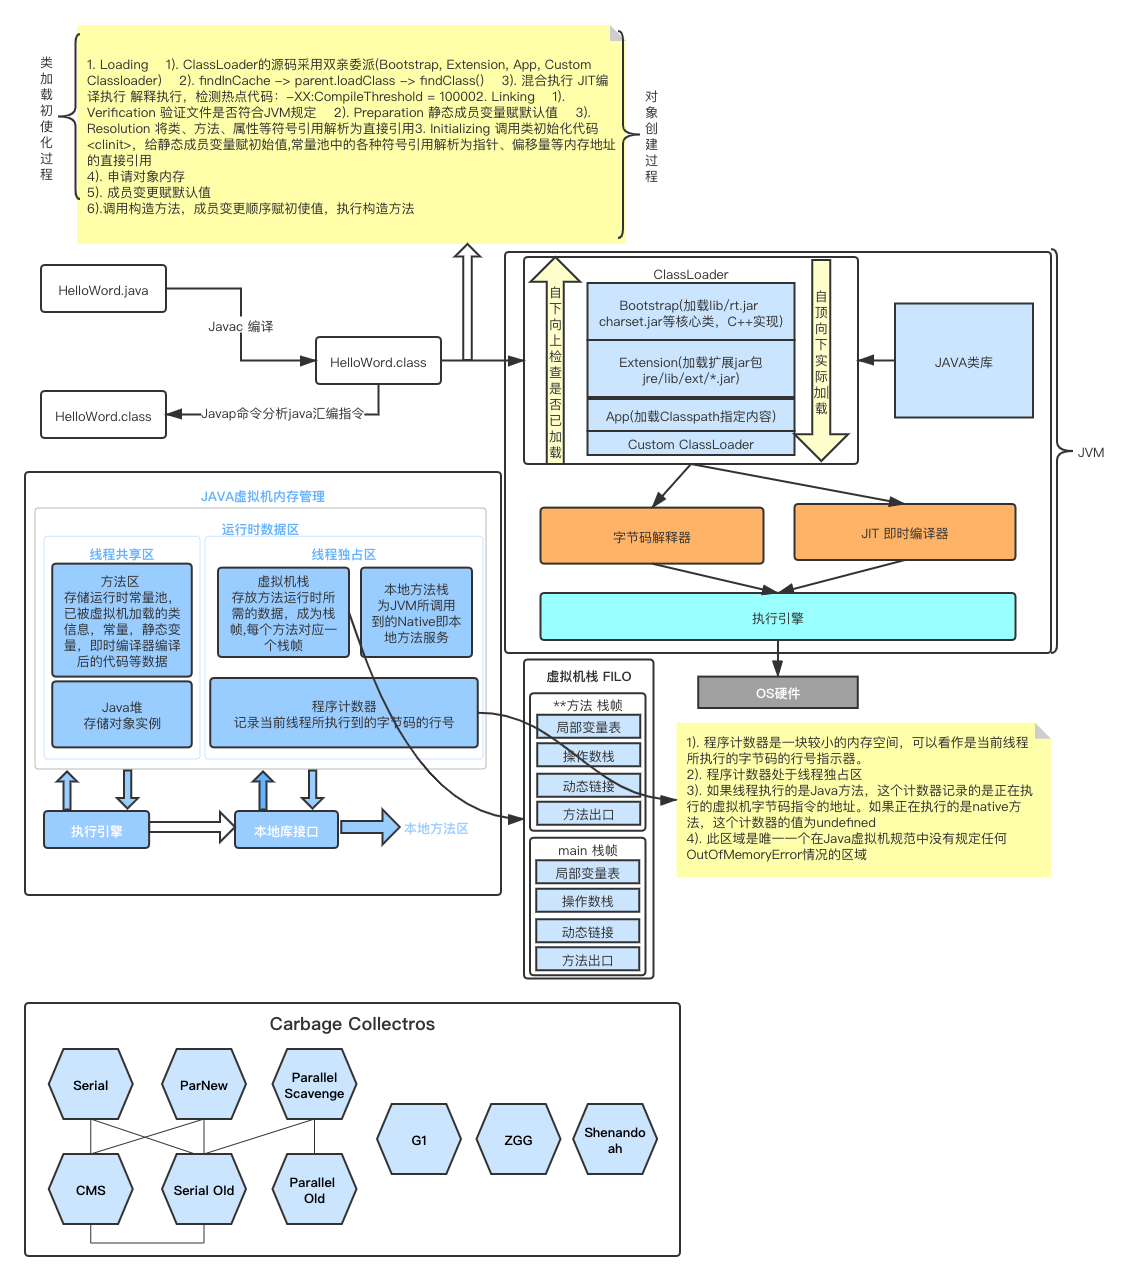 类
加
载
初
使
化
过
程
1. Loading 1). ClassLoader的源码采用双亲委派(Bootstrap, Extension, App, Custom
Classloader) 2). findInCache -> parent.loadClass -> findClass() 3). 混合执行 JIT编
译执行 解释执行，检测热点代码：-XX:CompileThreshold = 100002. Linking 1).
Verification 验证文件是否符合JVM规定 2). Preparation 静态成员变量赋默认值 3).
Resolution 将类、方法、属性等符号引用解析为直接引用3. Initializing 调用类初始化代码
<clinit>，给静态成员变量赋初始值,常量池中的各种符号引用解析为指针、偏移量等内存地址
的直接引用
4). 申请对象内存
5). 成员变更赋默认值
6).调用构造方法，成员变更顺序赋初使值，执行构造方法
对
象
创
建
过
程
HelloWord.java
Javac 编译
HelloWord.class
HelloWord.class
Javap命令分析java汇编指令
ClassLoader
自
下
向
上
检
查
是
否
已
加
载
Bootstrap(加载lib/rt.jar
charset.jar等核心类，C++实现)
Extension(加载扩展jar包
jre/lib/ext/*.jar)
App(加载Classpath指定内容)
Custom ClassLoader
自
顶
向
下
实
际
加
载
JAVA类库
JVM
字节码解释器
JIT 即时编译器
执行引擎
OS硬件
JAVA虚拟机内存管理
运行时数据区
线程共享区
方法区
存储运行时常量池，
已被虚拟机加载的类
信息，常量，静态变
量，即时编译器编译
后的代码等数据
Java堆
存储对象实例
线程独占区
虚拟机栈
存放方法运行时所
需的数据，成为栈
帧,每个方法对应一
个栈帧
本地方法栈
为JVM所调用
到的Native即本
地方法服务
程序计数器
记录当前线程所执行到的字节码的行号
执行引擎
本地库接口
本地方法区
虚拟机栈 FILO
**方法 栈帧
局部变量表
操作数栈
动态链接
方法出口
main 栈帧
局部变量表
操作数栈
动态链接
方法出口
1). 程序计数器是一块较小的内存空间，可以看作是当前线程
所执行的字节码的行号指示器。
2). 程序计数器处于线程独占区
3). 如果线程执行的是Java方法，这个计数器记录的是正在执
行的虚拟机字节码指令的地址。如果正在执行的是native方
法，这个计数器的值为undefined
4). 此区域是唯一一个在Java虚拟机规范中没有规定任何
OutOfMemoryError情况的区域
Carbage Collectros
Serial
ParNew
Parallel
Scavenge
G1
ZGG
Shenando
ah
CMS
Serial Old
Parallel
Old